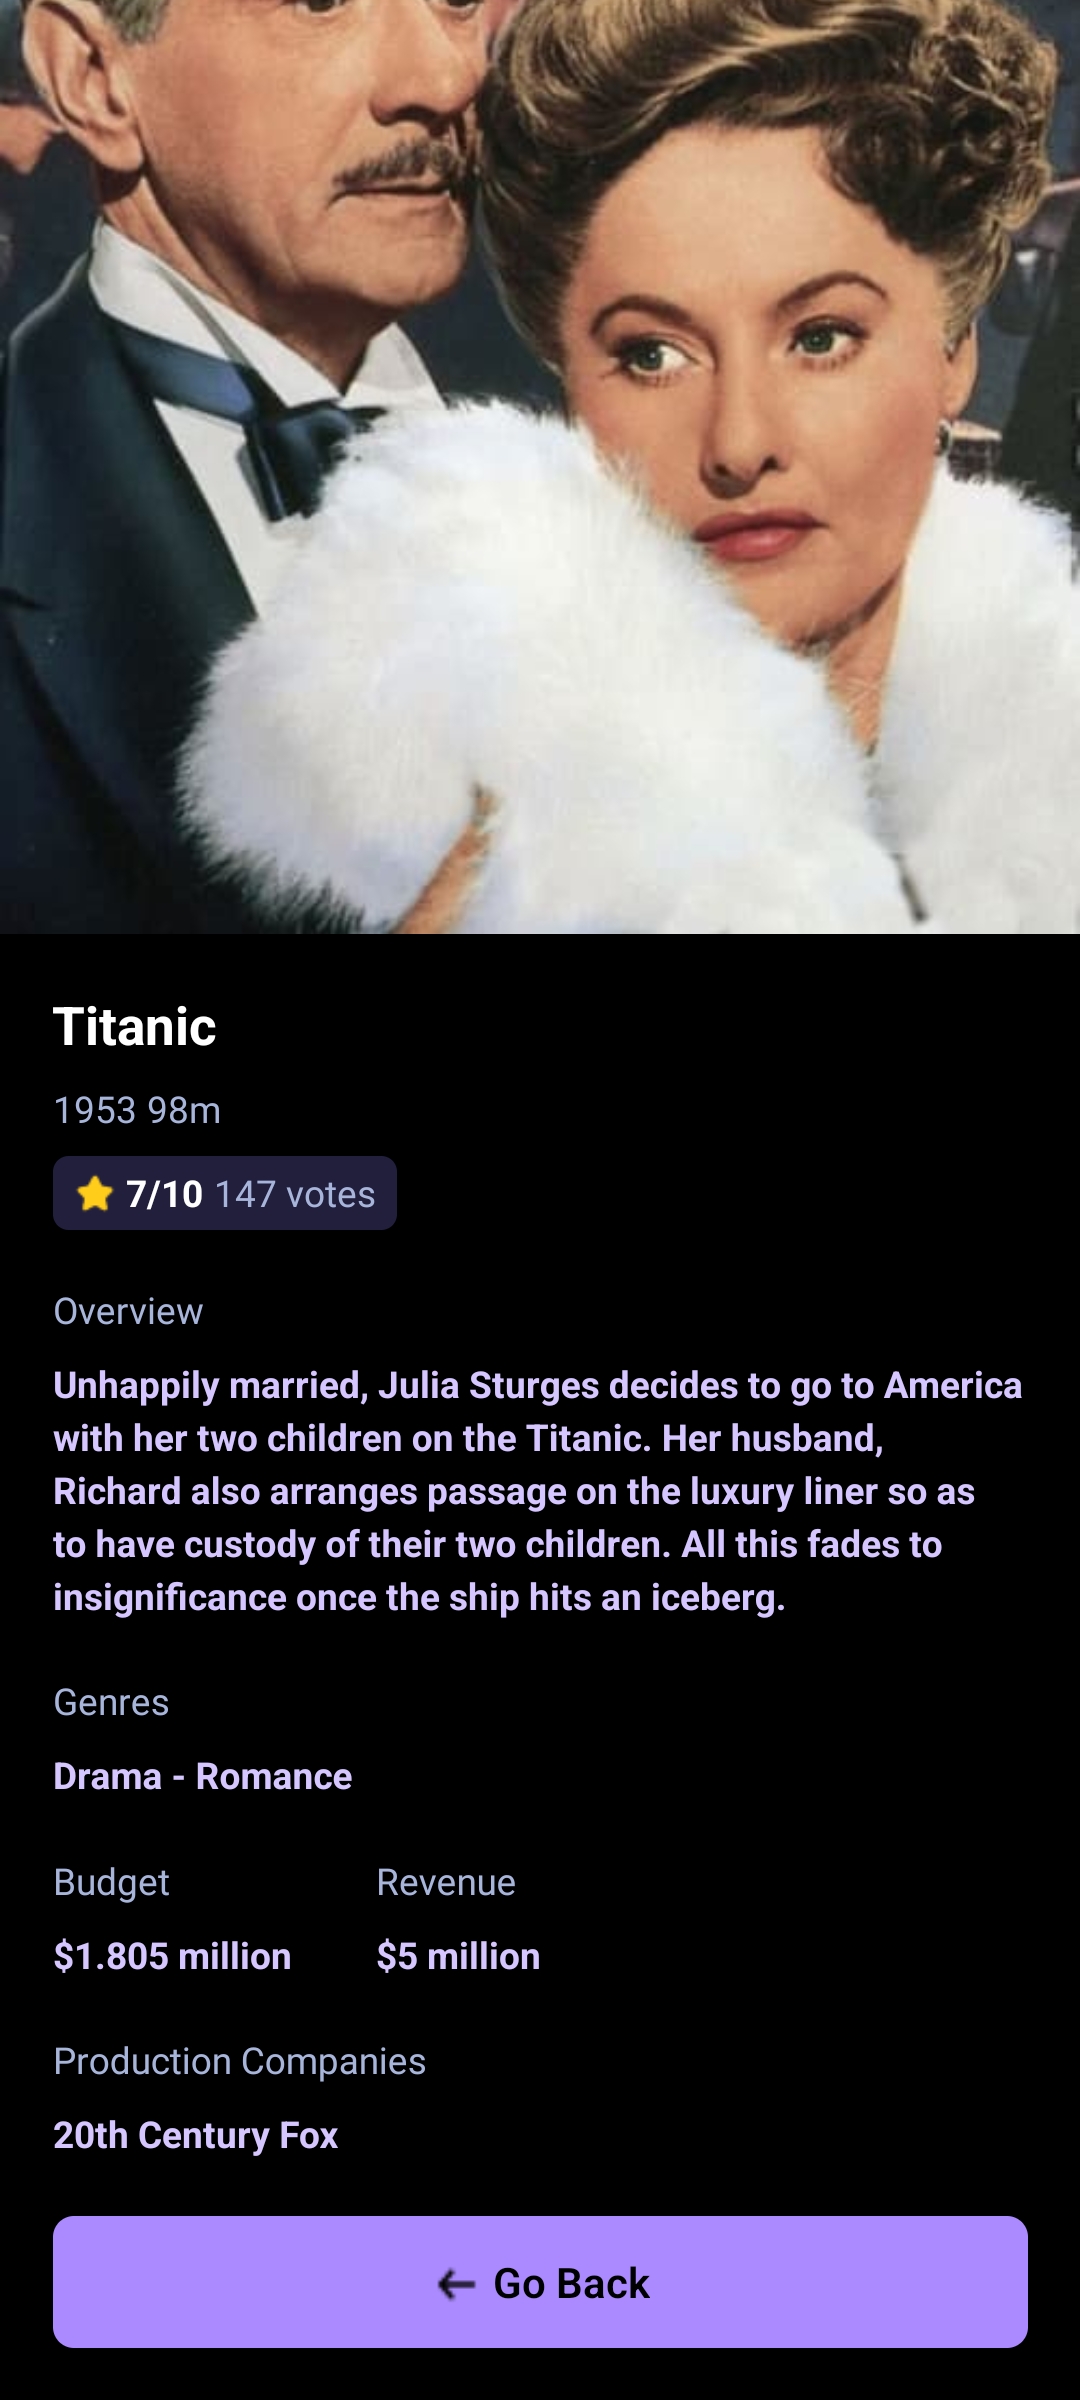 Titanic
1953 98m
7/10 147 votes
Overview
Unhappily married, Julia Sturges decides to go to America
with her two children on the Titanic. Her husband,
Richard also arranges passage on the luxury liner so as
to have custody of their two children. All this fades to
insignificance once the ship hits an iceberg.
Genres
Drama - Romance
Budget Revenue
$1.805 million $5 million
Production Companies
20th Century Fox
← Go Back